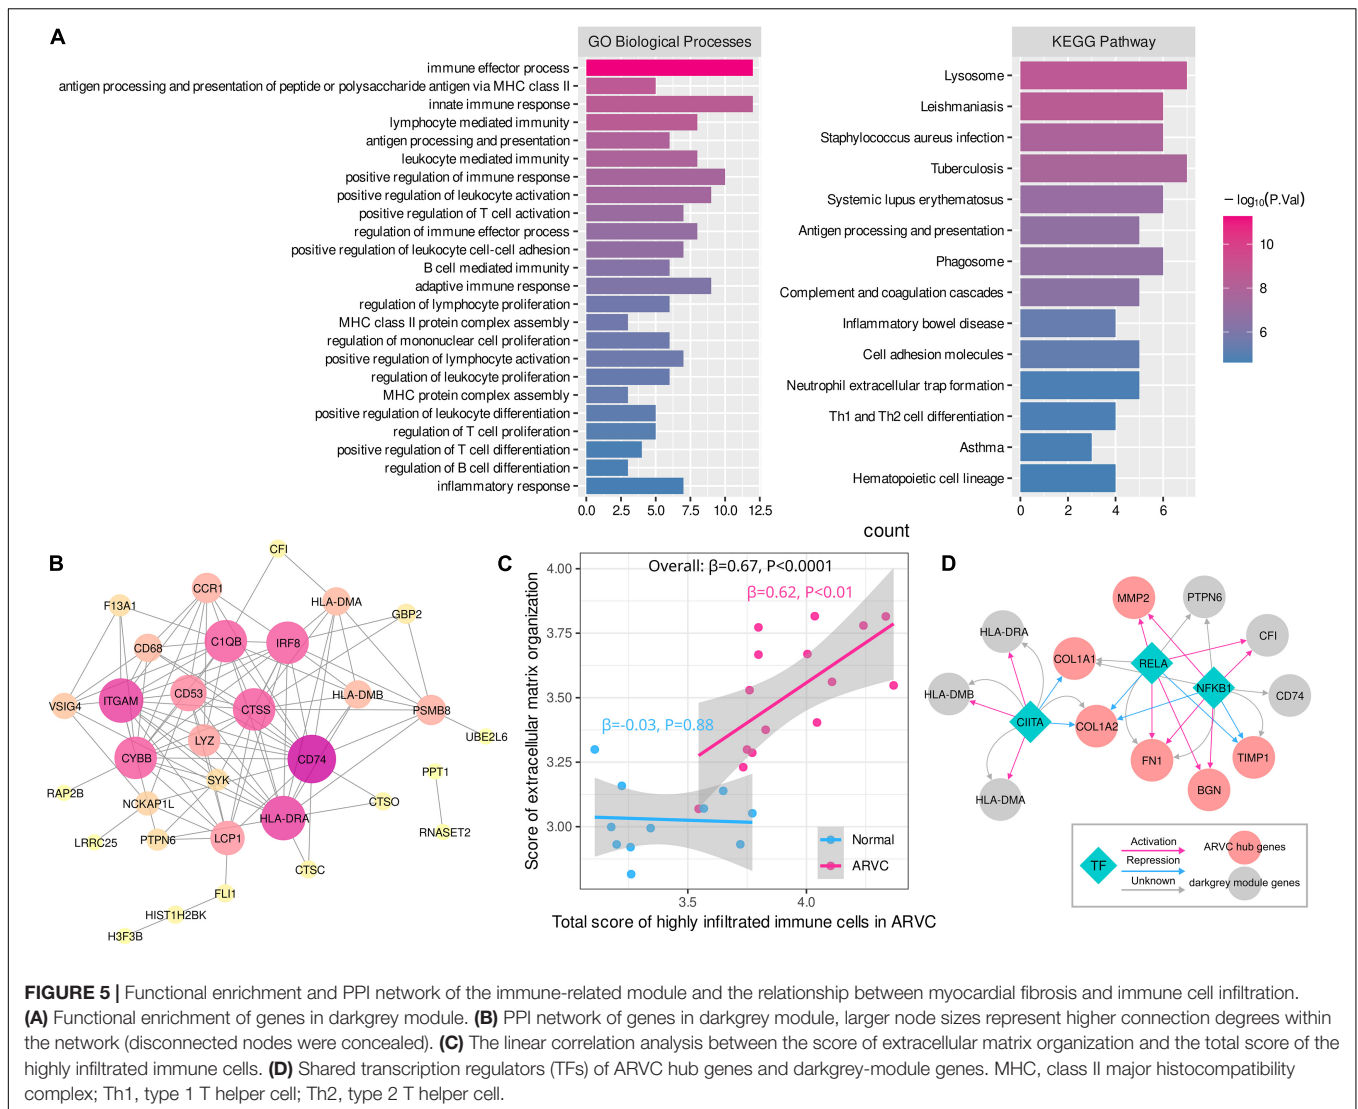 A
GO Biological Processes
immune effector process
antigen processing and presentation of peptide or polysaccharide antigen via MHC class II
innate immune response
lymphocyte mediated immunity
antigen processing and presentation
leukocyte mediated immunity
positive regulation of immune response
positive regulation of leukocyte activation
positive regulation of T cell activation
regulation of immune effector process
positive regulation of leukocyte cell-cell adhesion
B cell mediated immunity
adaptive immune response
regulation of lymphocyte proliferation
MHC class II protein complex assembly
regulation of mononuclear cell proliferation
positive regulation of lymphocyte activation
regulation of leukocyte proliferation
MHC protein complex assembly
positive regulation of leukocyte differentiation
regulation of T cell proliferation
positive regulation of T cell differentiation
regulation of B cell differentiation
inflammatory response
0.0 2.5 5.0 7.5 10.0 12.5
KEGG Pathway
Lysosome
Leishmaniasis
Staphylococcus aureus infection
Tuberculosis
Systemic lupus erythematosus
Antigen processing and presentation
Phagosome
Complement and coagulation cascades
Inflammatory bowel disease
Cell adhesion molecules
Neutrophil extracellular trap formation
Th1 and Th2 cell differentiation
Asthma
Hematopoietic cell lineage
0 2 4 6
count
− log10(P.Val)
10
8
6
B
CFI
CCR1
HLA-DMA
F13A1
GBP2
C1QB
IRF8
CD68
CD53
HLA-DMB
ITGAM
CTSS
VSIG4
PSMB8
LYZ
UBE2L6
CYBB
CD74
SYK
PPT1
RAP2B
NCKAP1L
CTSO
HLA-DRA
RNASET2
LRRC25
PTPN6
LCP1
CTSC
FLI1
HIST1H2BK
H3F3B
C
Score of extracellular matrix organization
4.00
3.75
3.50
3.25
3.00
Overall: β=0.67, P<0.0001
β=0.62, P<0.01
β=-0.03, P=0.88
Normal
ARVC
3.5 4.0
Total score of highly infiltrated immune cells in ARVC
D
MMP2
PTPN6
HLA-DRA
CFI
COL1A1
RELA
HLA-DMB
NFKB1
CD74
CIITA
COL1A2
FN1
TIMP1
HLA-DMA
BGN
TF
Activation
Repression
Unknown
ARVC hub genes
darkgrey module genes
FIGURE 5 | Functional enrichment and PPI network of the immune-related module and the relationship between myocardial fibrosis and immune cell infiltration.
(A) Functional enrichment of genes in darkgrey module. (B) PPI network of genes in darkgrey module, larger node sizes represent higher connection degrees within
the network (disconnected nodes were concealed). (C) The linear correlation analysis between the score of extracellular matrix organization and the total score of the
highly infiltrated immune cells. (D) Shared transcription regulators (TFs) of ARVC hub genes and darkgrey-module genes. MHC, class II major histocompatibility
complex; Th1, type 1 T helper cell; Th2, type 2 T helper cell.